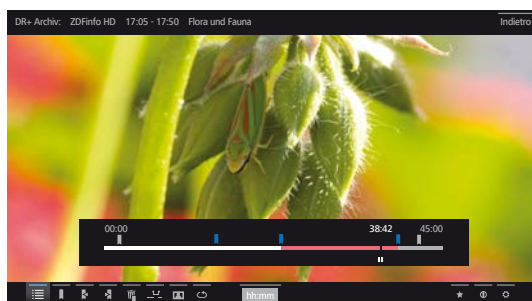 DR+ Archiv: ZDFinfo HD 17:05 - 17:50 Flora und Fauna Indietro
00:00 38:42 45:00
hh:mm